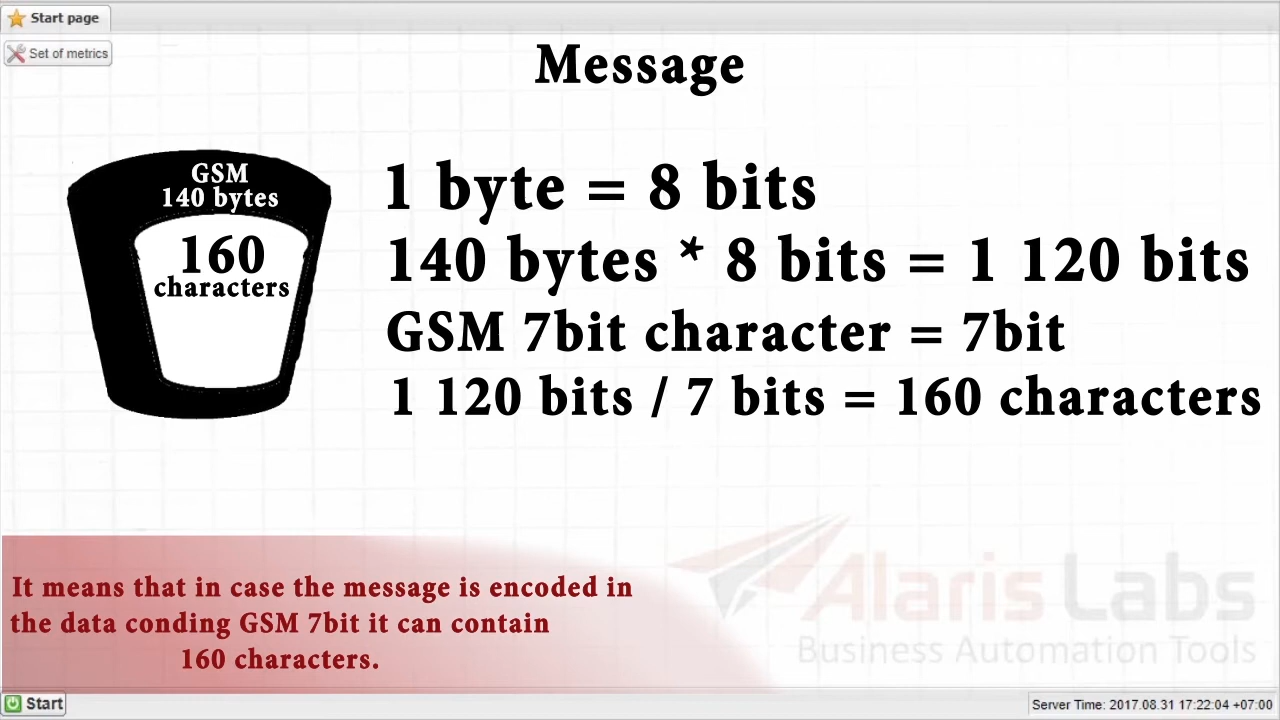 Start page
Set of metrics
Message
GSM
140 bytes
160
characters
1 byte = 8 bits
140 bytes * 8 bits = 1 120 bits
GSM 7bit character = 7bit
1 120 bits / 7 bits = 160 characters
It means that in case the message is encoded in
the data conding GSM 7bit it can contain
160 characters.
Alaris Labs
Business Automation Tools
Start
Server Time: 2017.08.31 17:22:04 +07:00